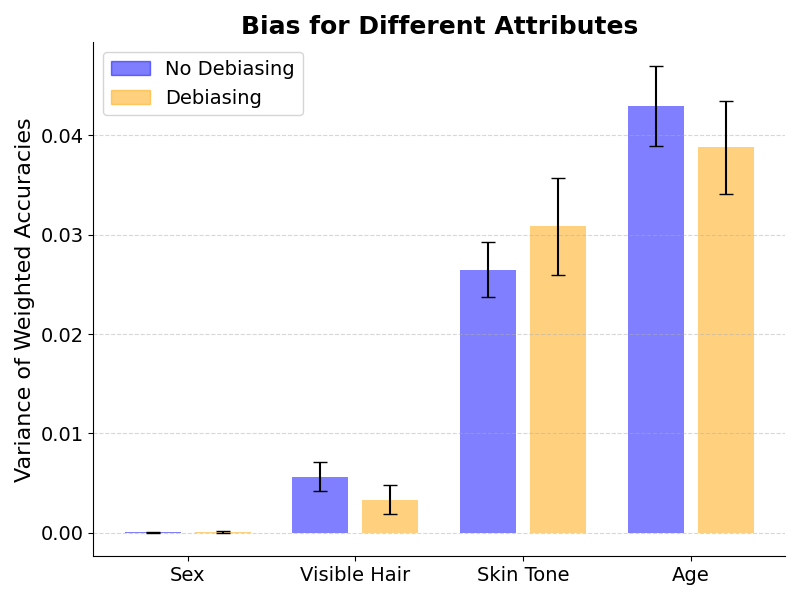 Bias for Different Attributes
No Debiasing
Debiasing
Variance of Weighted Accuracies
0.04
0.03
0.02
0.01
0.00
Sex
Visible Hair
Skin Tone
Age